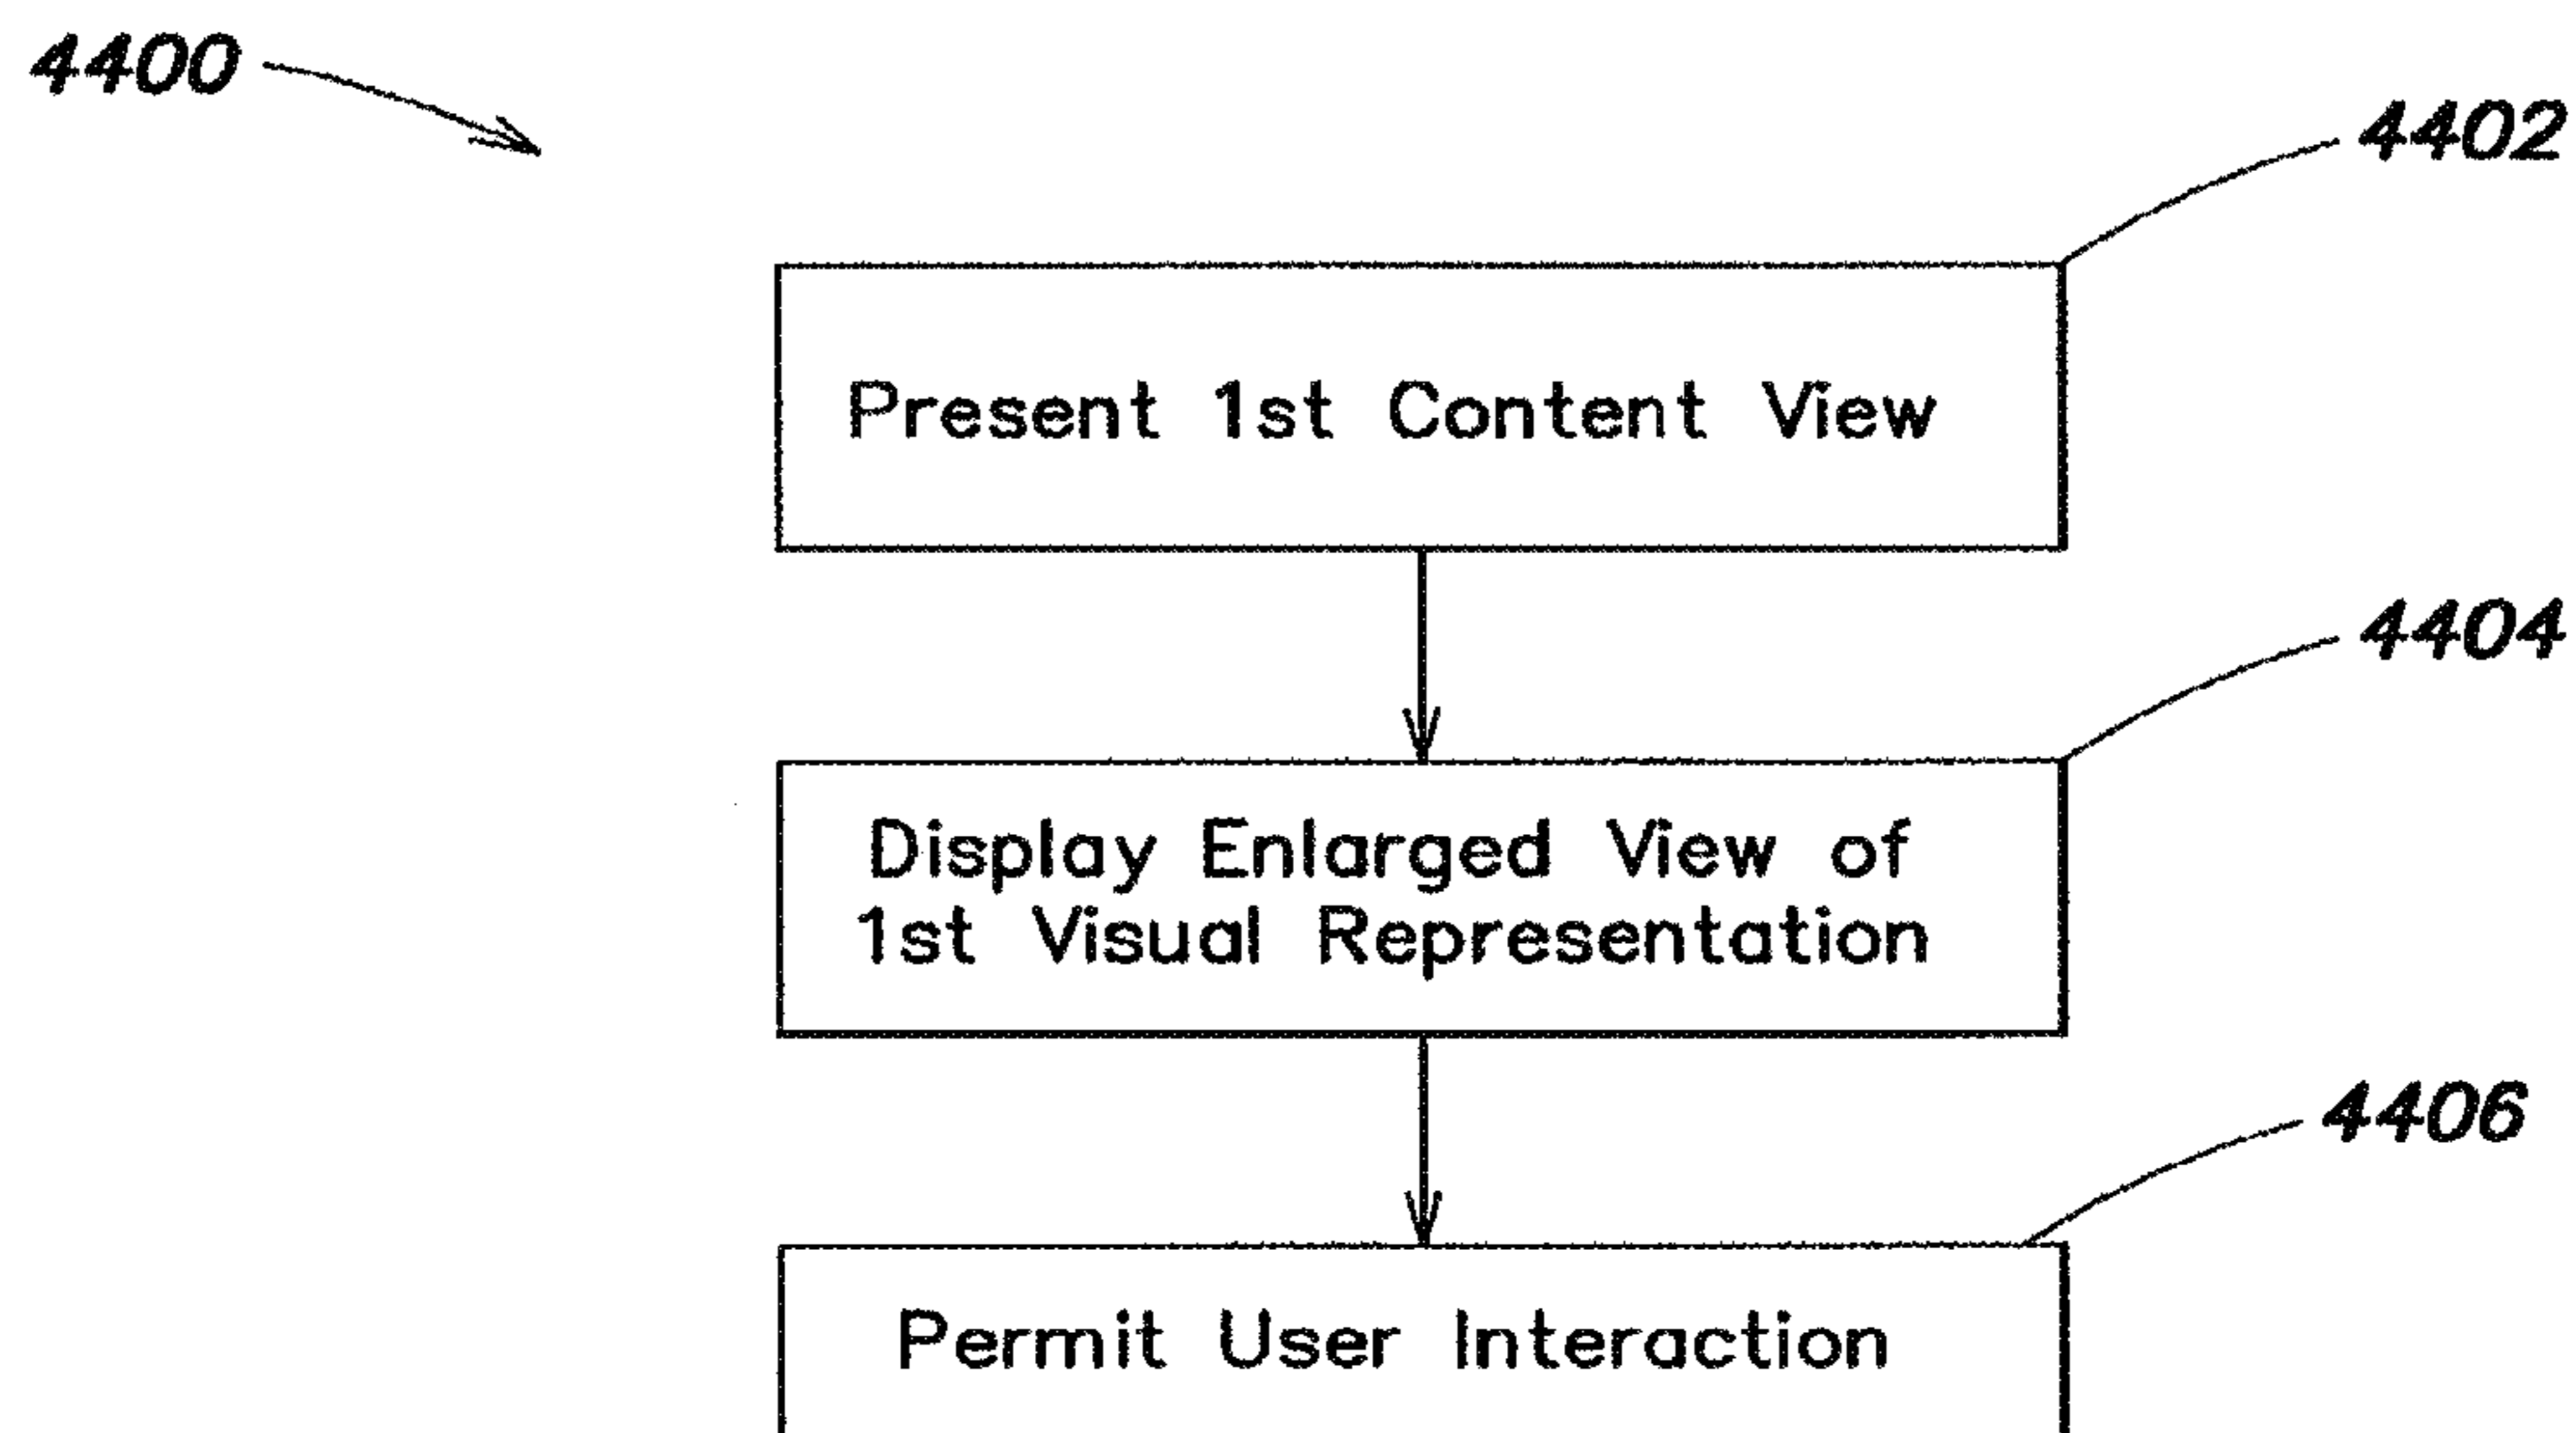 4400
4402
Present 1st Content View
4404
Display Enlarged View of
1st Visual Representation
4406
Permit User Interaction